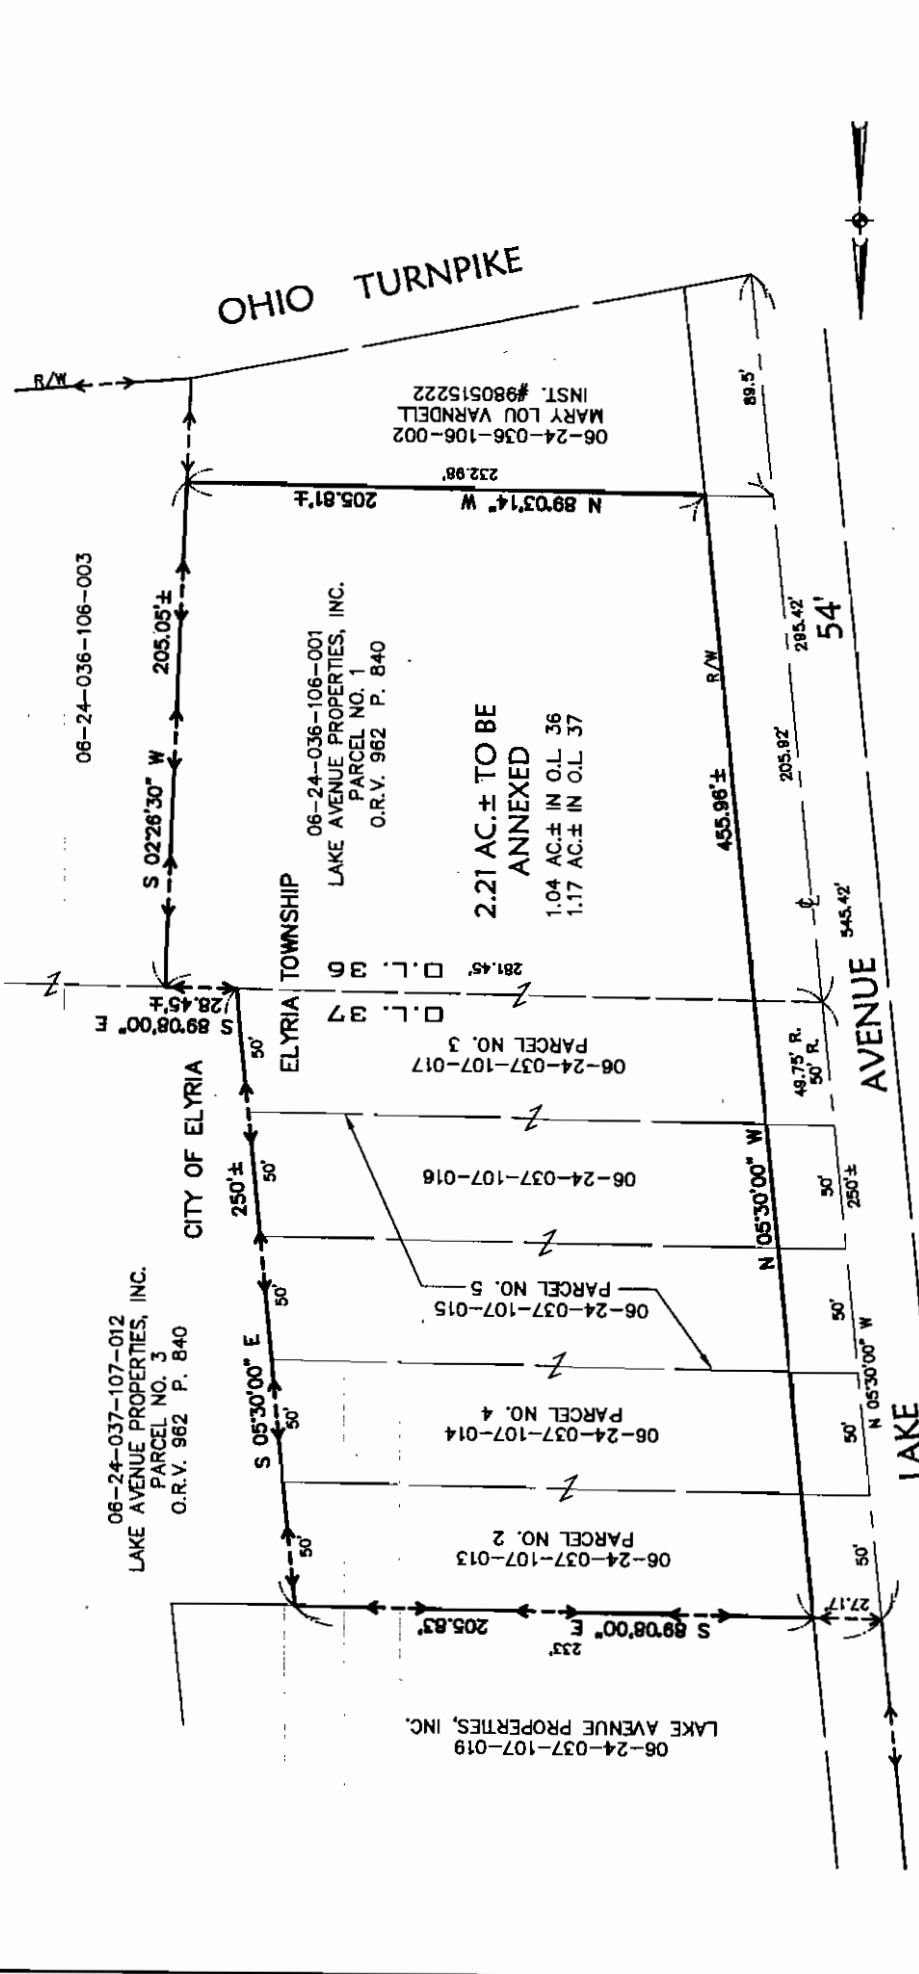 OHIO TURNPIKE
R/W
06-24-036-106-002
MARY LOU VARNDELL
INST. #980515222
89.5'
232.98'
N 89°03'14" W 205.81'±
06-24-036-106-003
S 02°26'30" W 205.05'±
06-24-036-106-001
LAKE AVENUE PROPERTIES, INC.
PARCEL NO. 1
O.R.V. 962 P. 840
2.21 AC.± TO BE
ANNEXED
1.04 AC.± IN O.L. 36
1.17 AC.± IN O.L. 37
R/W
455.96'±
295.42'
54'
205.92'
℄
545.42'
ELYRIA TOWNSHIP
O.L. 36
281.45'
O.L. 37
S 89°08'00" E
28.45'±
CITY OF ELYRIA
50'
06-24-037-107-017
PARCEL NO. 3
49.75' R.
50' R.
AVENUE
250'±
50'
06-24-037-107-016
N 05°30'00" W
50'
250'±
06-24-037-107-012
LAKE AVENUE PROPERTIES, INC.
PARCEL NO. 3
O.R.V. 962 P. 840
S 05°30'00" E
50'
06-24-037-107-015
PARCEL NO. 5
50'
N 05°30'00" W
50'
06-24-037-107-014
PARCEL NO. 4
50'
LAKE
50'
06-24-037-107-013
PARCEL NO. 2
50'
27.17'
S 89°08'00" E 205.83'
233'
06-24-037-107-019
LAKE AVENUE PROPERTIES, INC.